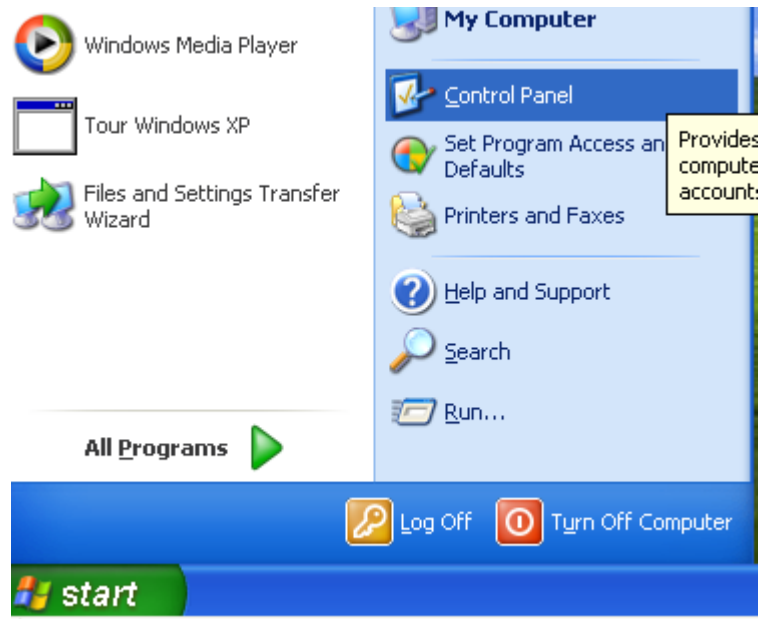 Windows Media Player
Tour Windows XP
Files and Settings Transfer
Wizard
All Programs
My Computer
Control Panel
Set Program Access an
Defaults
Printers and Faxes
Help and Support
Search
Run...
Provides
compute
accounts
Log Off
Turn Off Computer
start